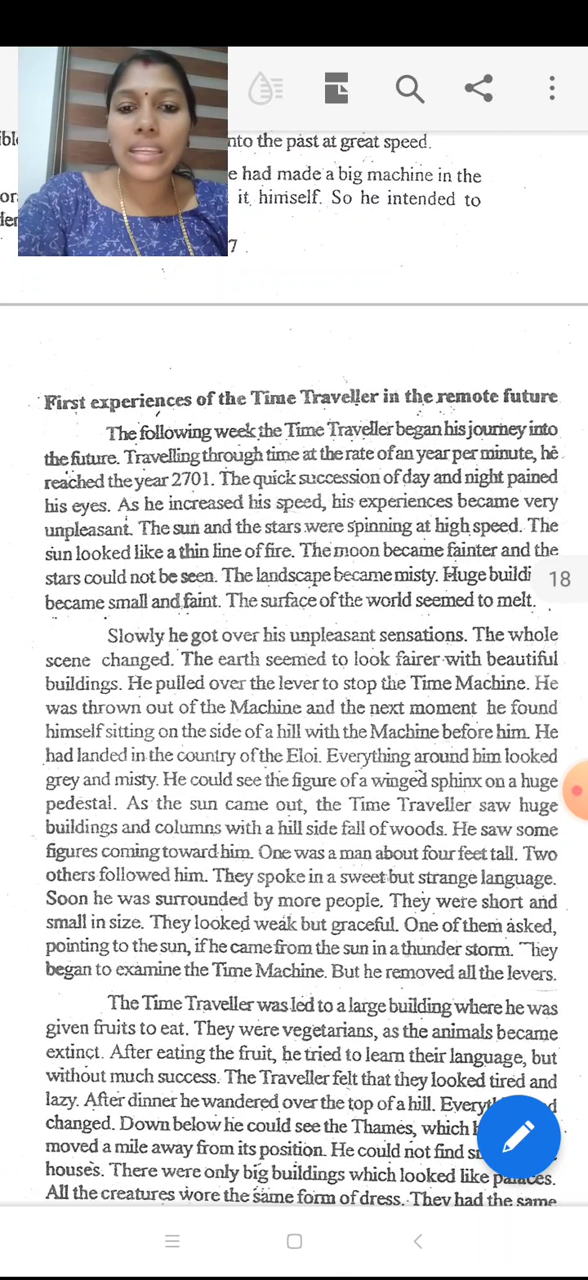 nto the past at great speed.
e had made a big machine in the
it himself. So he intended to
7
First experiences of the Time Traveller in the remote future
The following week the Time Traveller began his journey into
the future. Travelling through time at the rate of an year per minute, he
reached the year 2701. The quick succession of day and night pained
his eyes. As he increased his speed, his experiences became very
unpleasant. The sun and the stars were spinning at high speed. The
sun looked like a thin line of fire. The moon became fainter and the
stars could not be seen. The landscape became misty. Huge buildi
18
became small and faint. The surface of the world seemed to melt.
Slowly he got over his unpleasant sensations. The whole
scene changed. The earth seemed to look fairer with beautiful
buildings. He pulled over the lever to stop the Time Machine. He
was thrown out of the Machine and the next moment he found
himself sitting on the side of a hill with the Machine before him. He
had landed in the country of the Eloi. Everything around him looked
grey and misty. He could see the figure of a winged sphinx on a huge
pedestal. As the sun came out, the Time Traveller saw huge
buildings and columns with a hill side fall of woods. He saw some
figures coming toward him. One was a man about four feet tall. Two
others followed him. They spoke in a sweet but strange language.
Soon he was surrounded by more people. They were short and
small in size. They looked weak but graceful. One of them asked,
pointing to the sun, if he came from the sun in a thunder storm. They
began to examine the Time Machine. But he removed all the levers.
The Time Traveller was led to a large building where he was
given fruits to eat. They were vegetarians, as the animals became
extinct. After eating the fruit, he tried to learn their language, but
without much success. The Traveller felt that they looked tired and
lazy. After dinner he wandered over the top of a hill. Everyt d
changed. Down below he could see the Thames, which
moved a mile away from its position. He could not find
houses. There were only big buildings which looked like palaces.
All the creatures wore the same form of dress. They had the same